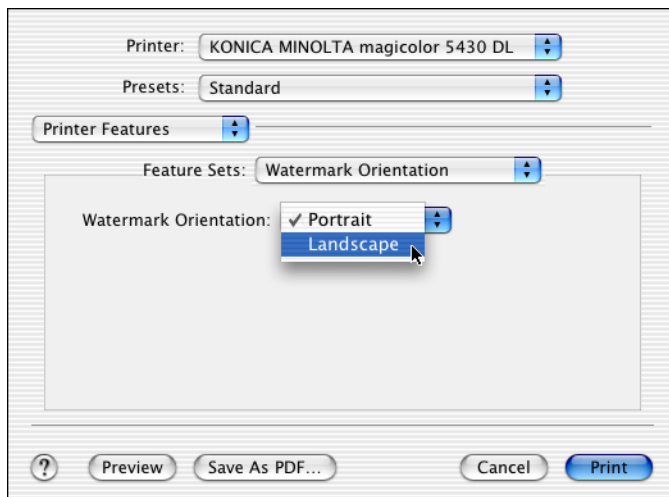 Printer: KONICA MINOLTA magicolor 5430 DL
Presets: Standard
Printer Features
Feature Sets: Watermark Orientation
Watermark Orientation: ✓ Portrait
Landscape
? Preview Save As PDF... Cancel Print